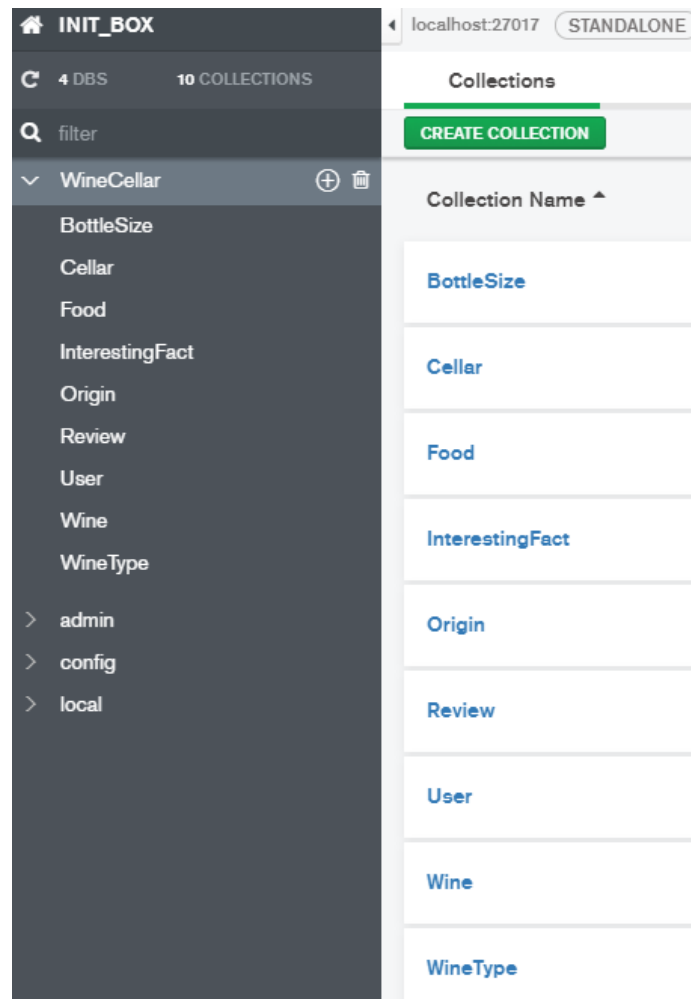 INIT_BOX
4 DBS 10 COLLECTIONS
filter
WineCellar
BottleSize
Cellar
Food
InterestingFact
Origin
Review
User
Wine
WineType
admin
config
local
localhost:27017 STANDALONE
Collections
CREATE COLLECTION
Collection Name
BottleSize
Cellar
Food
InterestingFact
Origin
Review
User
Wine
WineType